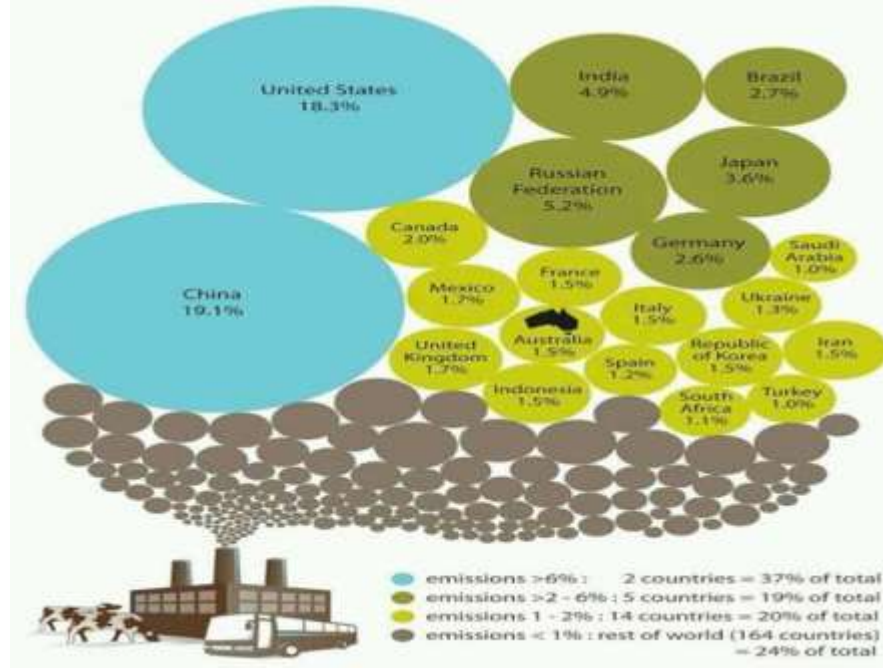 United States
18.3%
India
4.9%
Brazil
2.7%
Russian
Federation
5.2%
Japan
3.6%
Canada
2.0%
Germany
2.6%
Saudi
Arabia
1.0%
China
19.1%
Mexico
1.7%
France
1.5%
Italy
1.5%
Ukraine
1.3%
United
Kingdom
1.7%
Australia
1.5%
Spain
1.2%
Republic
of Korea
1.5%
Iran
1.5%
Indonesia
1.5%
South
Africa
1.1%
Turkey
1.0%
emissions >6% : 2 countries = 37% of total
emissions >2 - 6% : 5 countries = 19% of total
emissions 1 - 2% : 14 countries = 20% of total
emissions < 1% : rest of world (164 countries)
= 24% of total